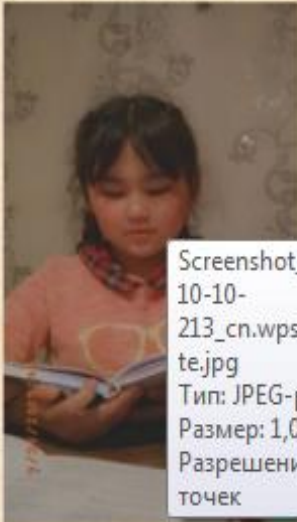 Screenshot_
10-10-
213_cn.wps
te.jpg
Тип: JPEG-
Размер: 1,0
Разрешени
точек